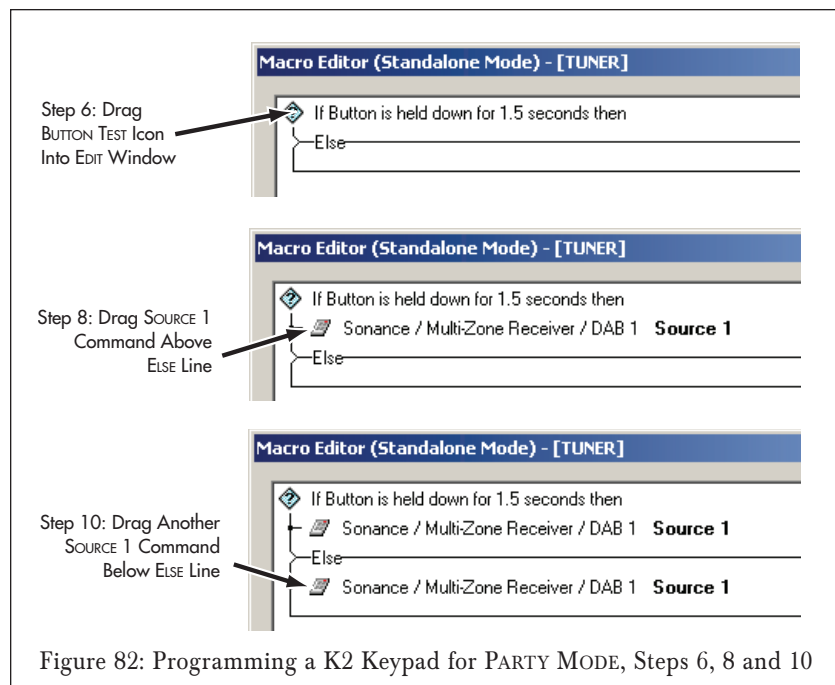 Macro Editor (Standalone Mode) - [TUNER]
Step 6: Drag
BUTTON TEST Icon
Into EDIT Window
If Button is held down for 1.5 seconds then
Else
Macro Editor (Standalone Mode) - [TUNER]
Step 8: Drag SOURCE 1
Command Above
ELSE Line
If Button is held down for 1.5 seconds then
Sonance / Multi-Zone Receiver / DAB 1 Source 1
Else
Macro Editor (Standalone Mode) - [TUNER]
Step 10: Drag Another
SOURCE 1 Command
Below ELSE Line
If Button is held down for 1.5 seconds then
Sonance / Multi-Zone Receiver / DAB 1 Source 1
Else
Sonance / Multi-Zone Receiver / DAB 1 Source 1
Figure 82: Programming a K2 Keypad for PARTY MODE, Steps 6, 8 and 10